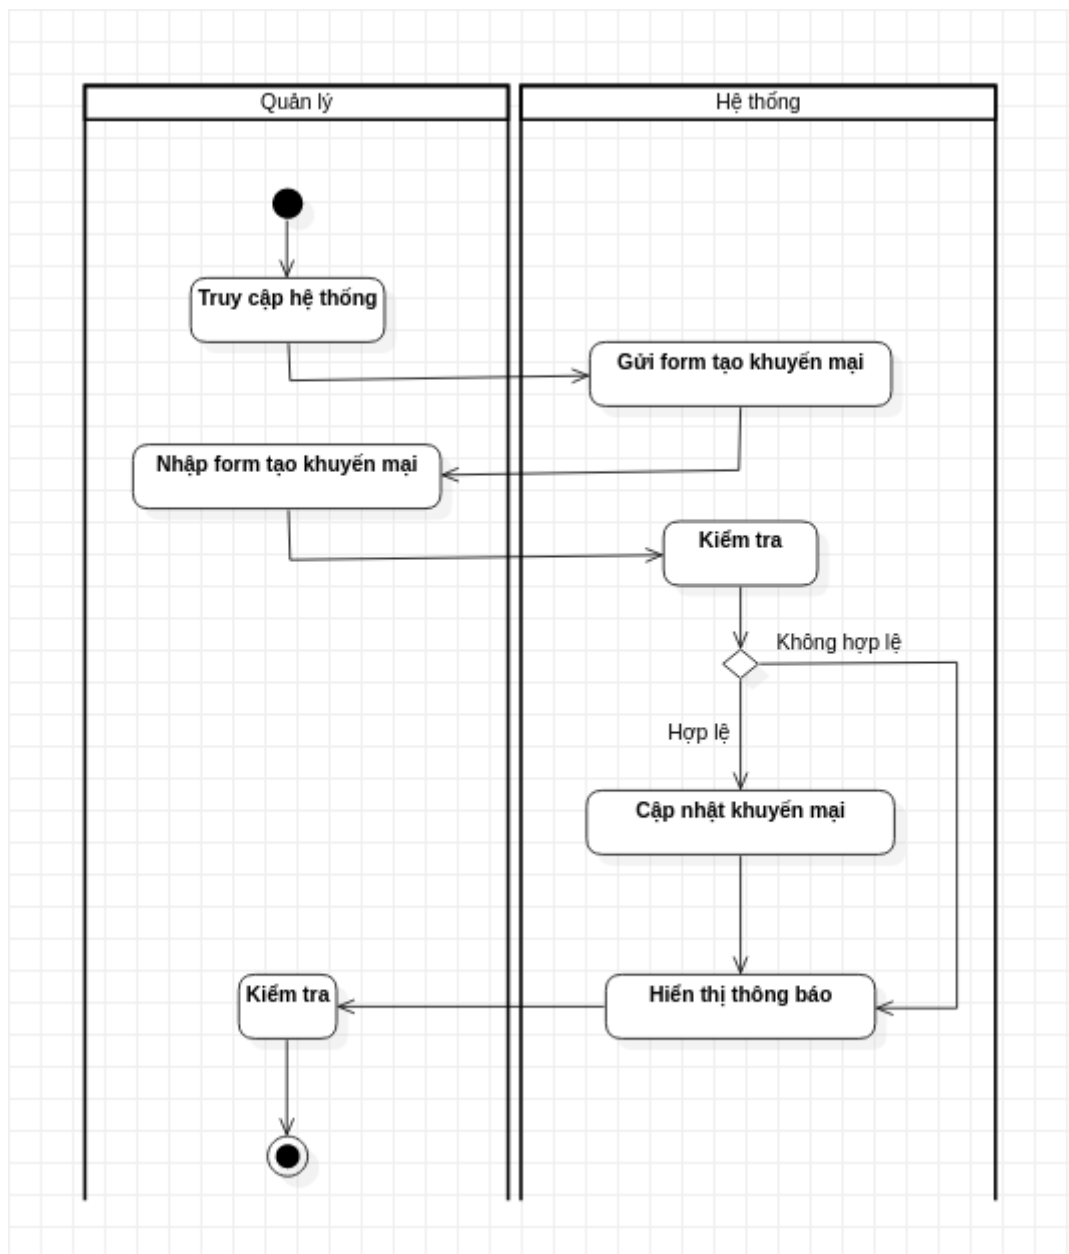 Quản lý
Hệ thống
Truy cập hệ thống
Gửi form tạo khuyến mại
Nhập form tạo khuyến mại
Kiểm tra
Không hợp lệ
Hợp lệ
Cập nhật khuyến mại
Kiểm tra
Hiển thị thông báo